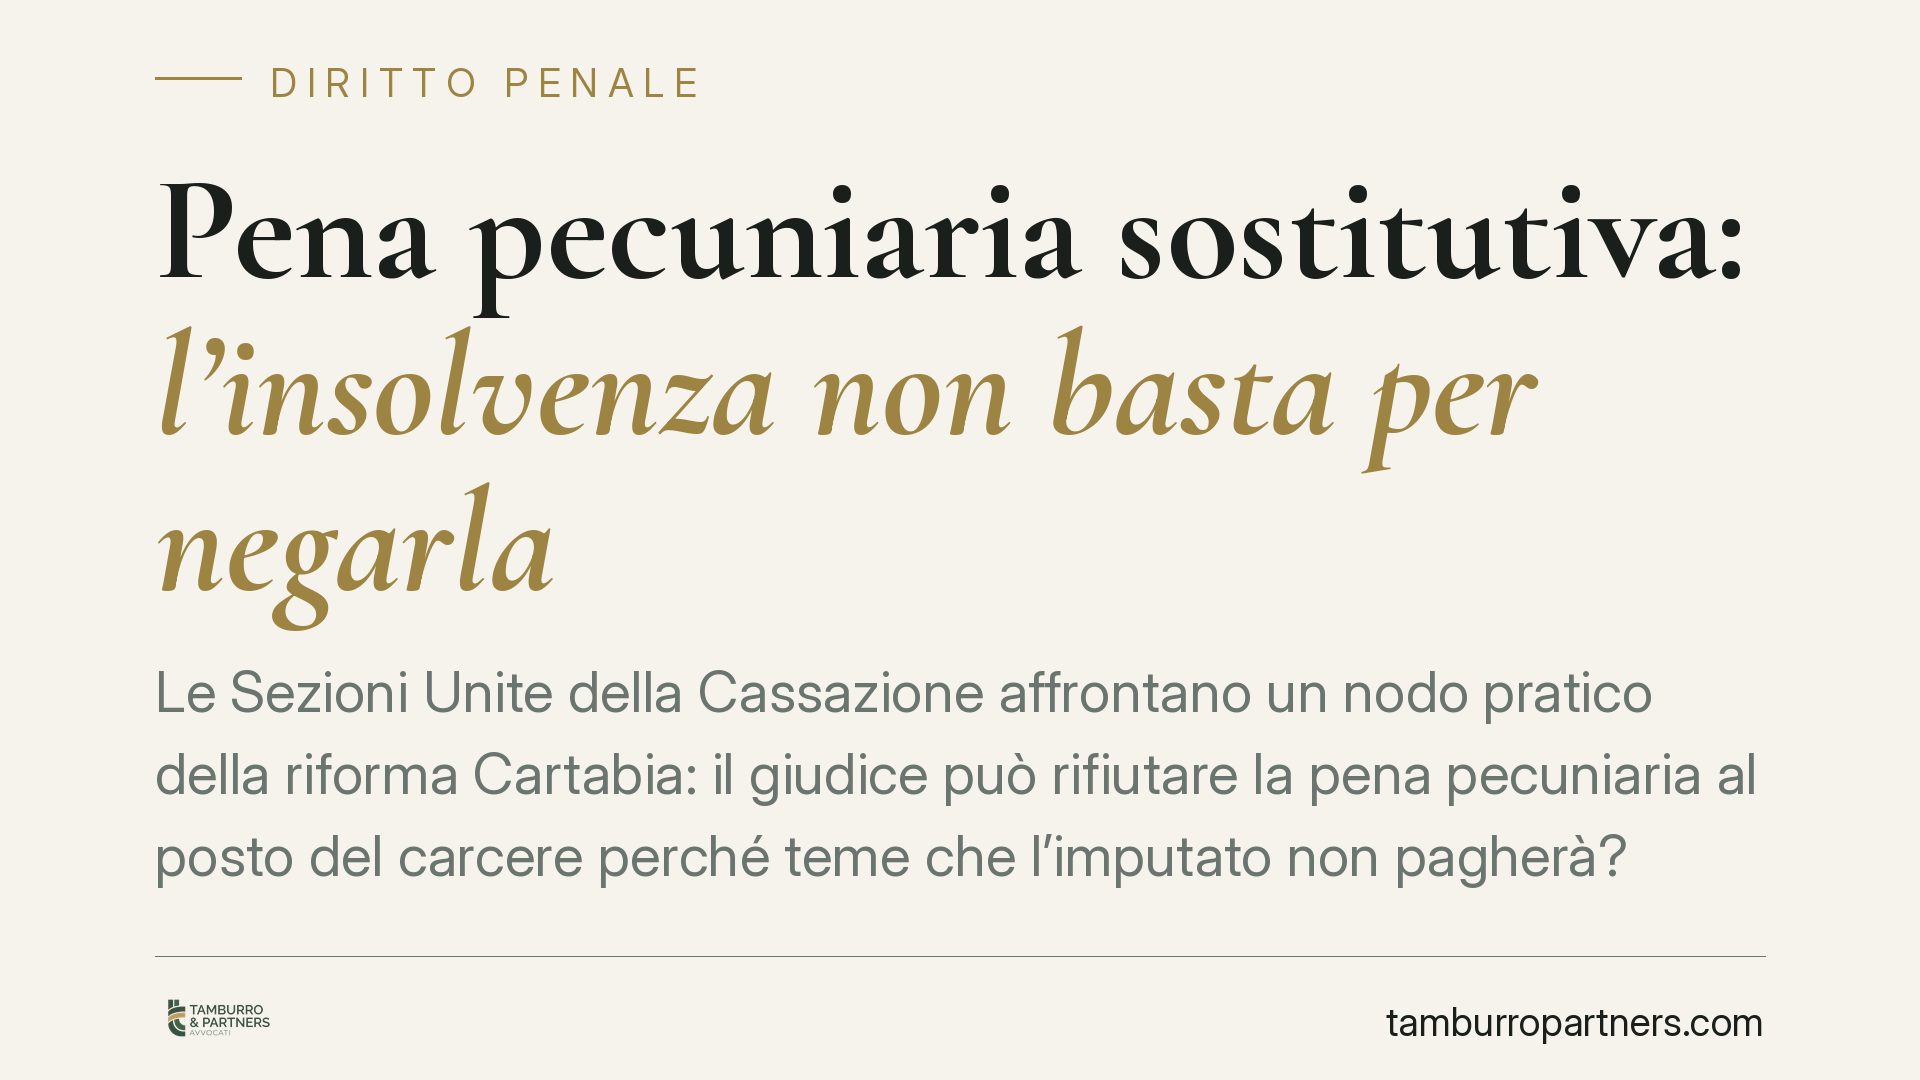 DIRITTO PENALE
Pena pecuniaria sostitutiva:
l’insolvenza non basta per
negarla
Le Sezioni Unite della Cassazione affrontano un nodo pratico
della riforma Cartabia: il giudice può rifiutare la pena pecuniaria al
posto del carcere perché teme che l’imputato non pagherà?
TAMBURRO
& PARTNERS
AVVOCATI
tamburropartners.com